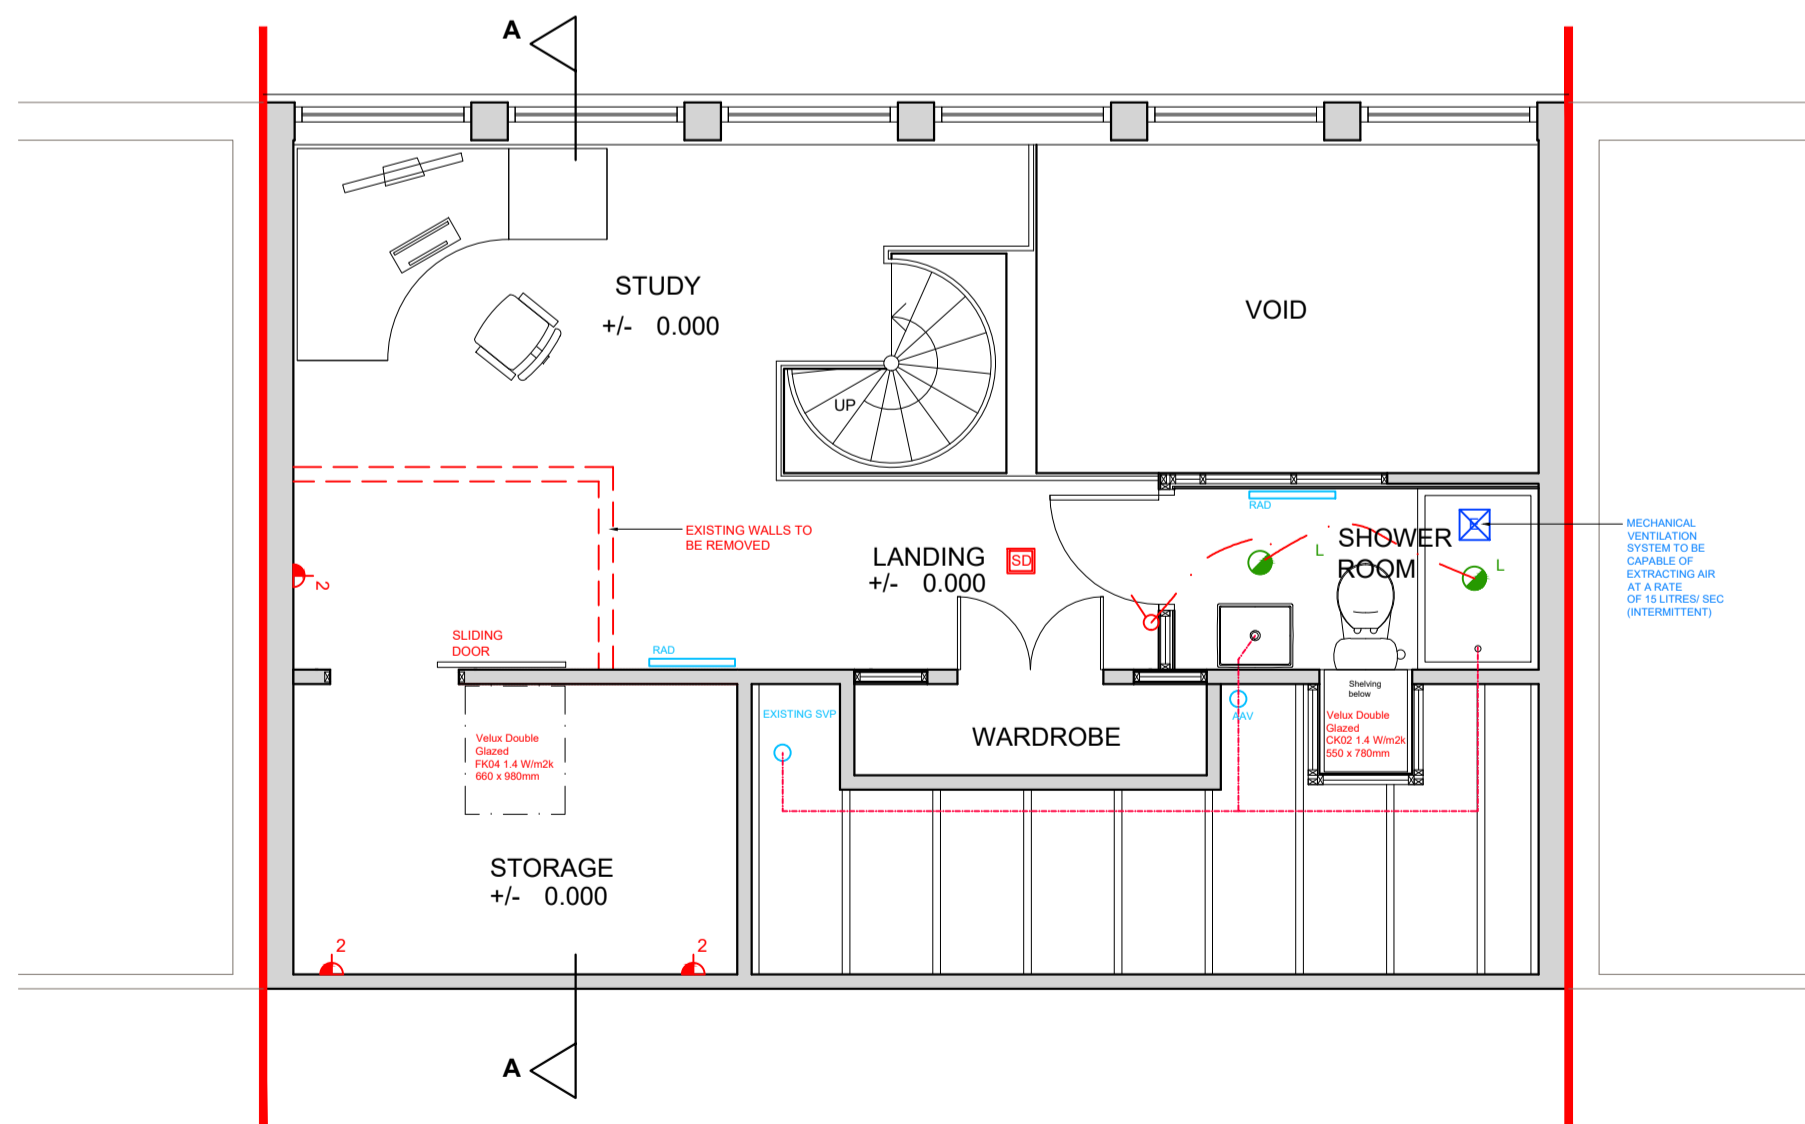 A
STUDY
+/- 0.000
VOID
UP
EXISTING WALLS TO
BE REMOVED
LANDING
+/- 0.000
SD
RAD
SHOWER
ROOM
L
L
E
MECHANICAL
VENTILATION
SYSTEM TO BE
CAPABLE OF
EXTRACTING AIR
AT A RATE
OF 15 LITRES/ SEC
(INTERMITTENT)
2
SLIDING
DOOR
RAD
Velux Double
Glazed
FK04 1.4 W/m2k
660 x 980mm
EXISTING SVP
WARDROBE
AAV
Shelving
below
Velux Double
Glazed
CK02 1.4 W/m2k
550 x 780mm
STORAGE
+/- 0.000
2
2
A